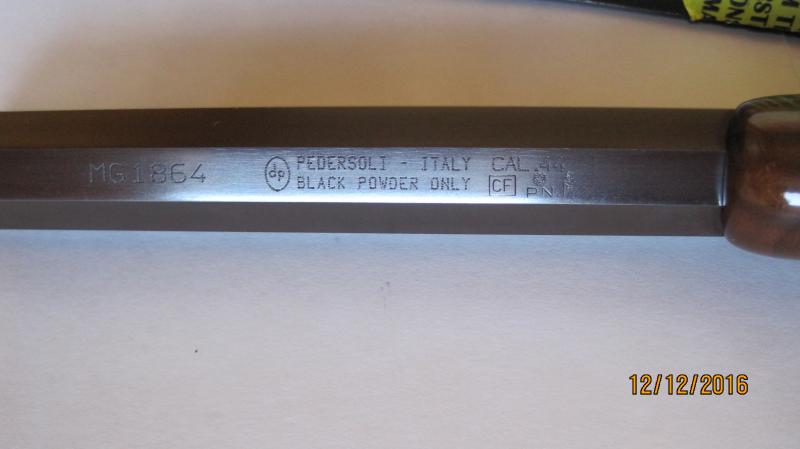 MG1864
dp
PEDERSOLI - ITALY CAL.44
BLACK POWDER ONLY CF PN
12/12/2016